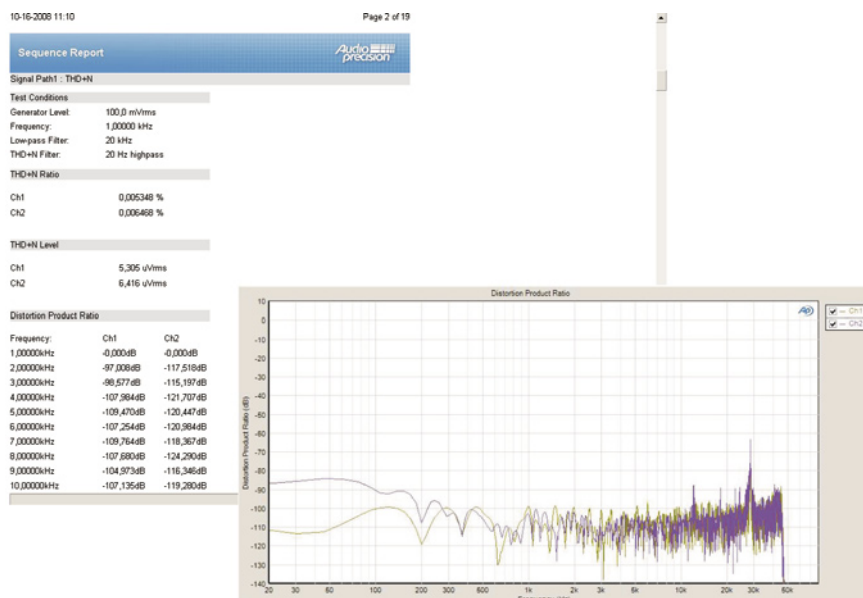 10-16-2008 11:10 Page 2 of 19
Sequence Report
Audio precision
Signal Path1 : THD+N
Test Conditions
Generator Level: 100,0 mVrms
Frequency: 1,00000 kHz
Low-pass Filter: 20 kHz
THD+N Filter: 20 Hz highpass
THD+N Ratio
Ch1 0,005348 %
Ch2 0,006468 %
THD+N Level
Ch1 5,305 uVrms
Ch2 6,416 uVrms
Distortion Product Ratio
Frequency: Ch1 Ch2
1,00000kHz -0,000dB -0,000dB
2,00000kHz -97,008dB -117,518dB
3,00000kHz -98,577dB -115,197dB
4,00000kHz -107,984dB -121,707dB
5,00000kHz -109,470dB -120,447dB
6,00000kHz -107,254dB -120,984dB
7,00000kHz -109,764dB -118,367dB
8,00000kHz -107,680dB -124,290dB
9,00000kHz -104,973dB -116,346dB
10,00000kHz -107,135dB -119,280dB
Distortion Product Ratio
Distortion Product Ratio (dB)
10
0
-10
-20
-30
-40
-50
-60
-70
-80
-90
-100
-110
-120
-130
-140
20 30 50 100 200 300 500 1k 2k 3k 5k 10k 20k 30k 50k
AP
Ch1
Ch2